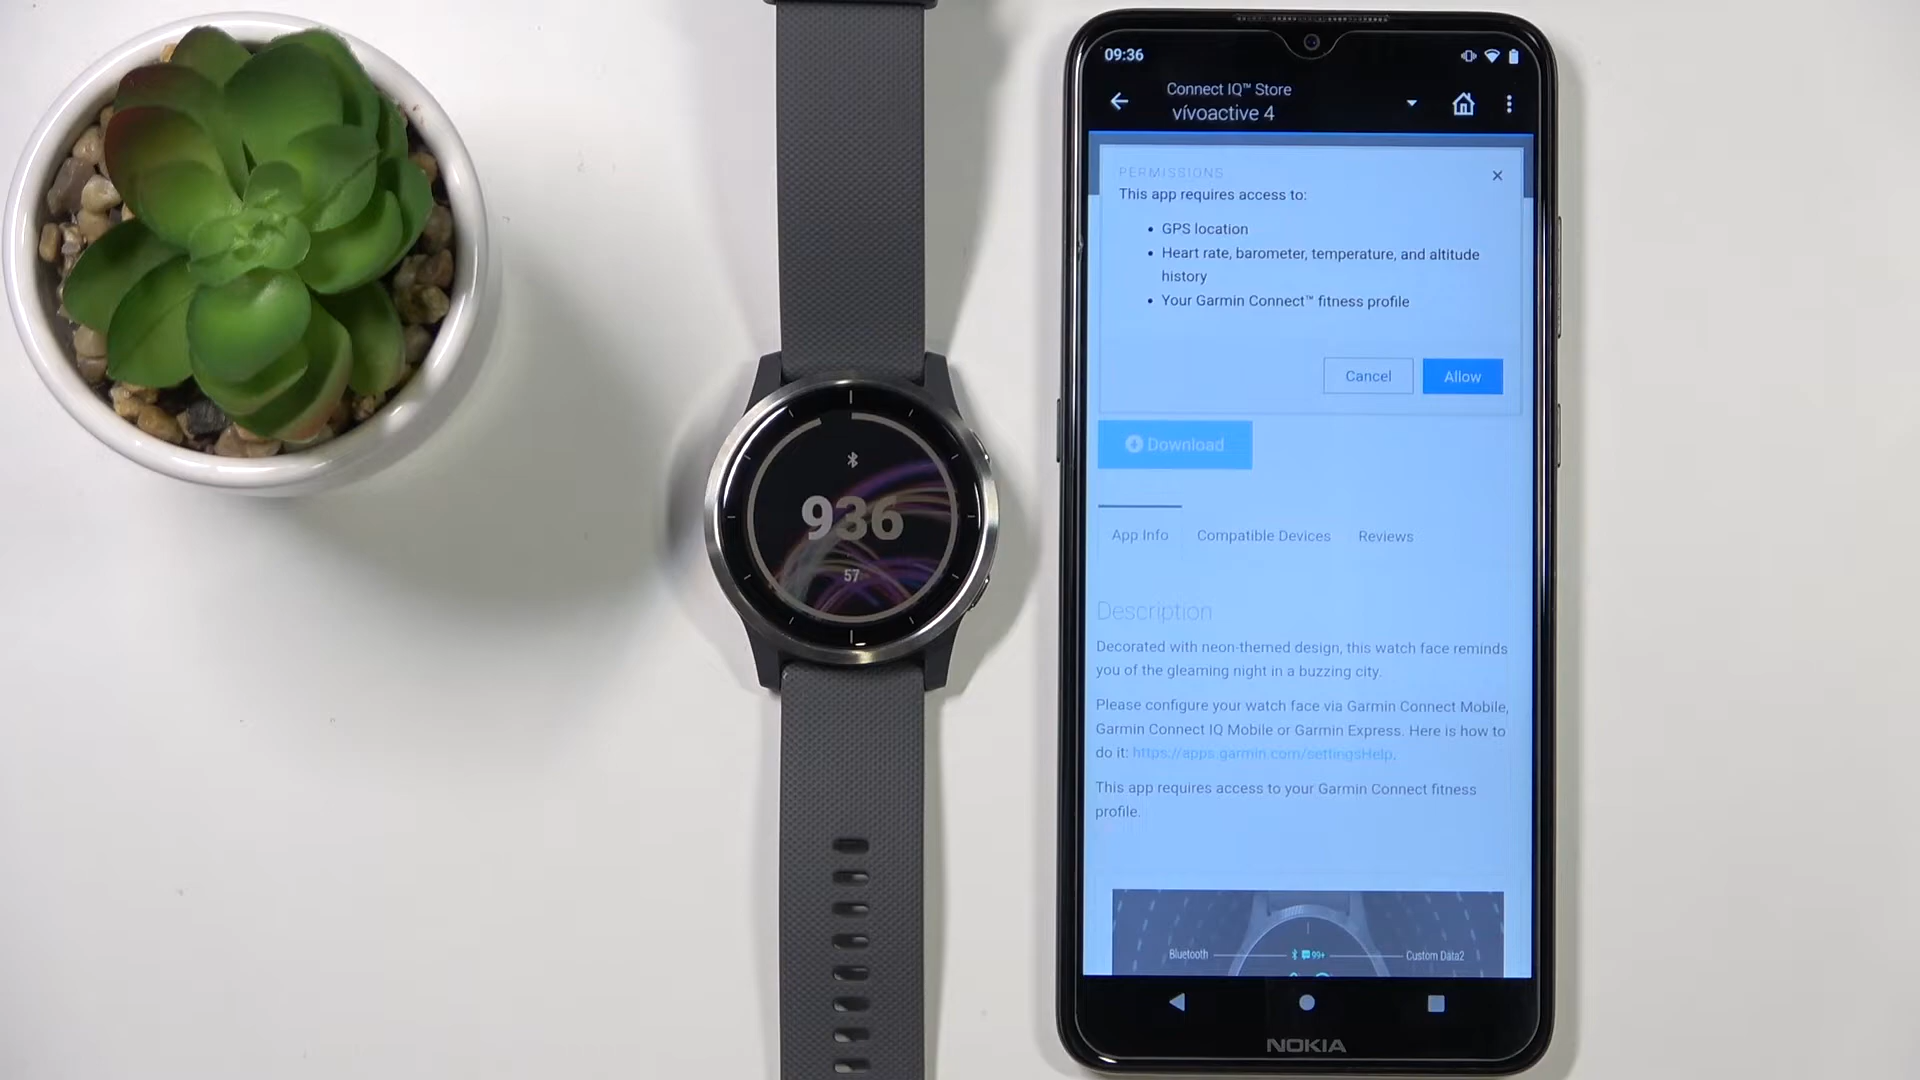 936
57
09:36
Connect IQ™ Store
vívoactive 4
PERMISSIONS
This app requires access to:
• GPS location
• Heart rate, barometer, temperature, and altitude
history
• Your Garmin Connect™ fitness profile
Cancel
Allow
Download
App Info
Compatible Devices
Reviews
Description
Decorated with neon-themed design, this watch face reminds
you of the gleaming night in a buzzing city.
Please configure your watch face via Garmin Connect Mobile,
Garmin Connect IQ Mobile or Garmin Express. Here is how to
do it: https://apps.garmin.com/settingsHelp.
This app requires access to your Garmin Connect fitness
profile.
Bluetooth
99+
Custom Data2
NOKIA